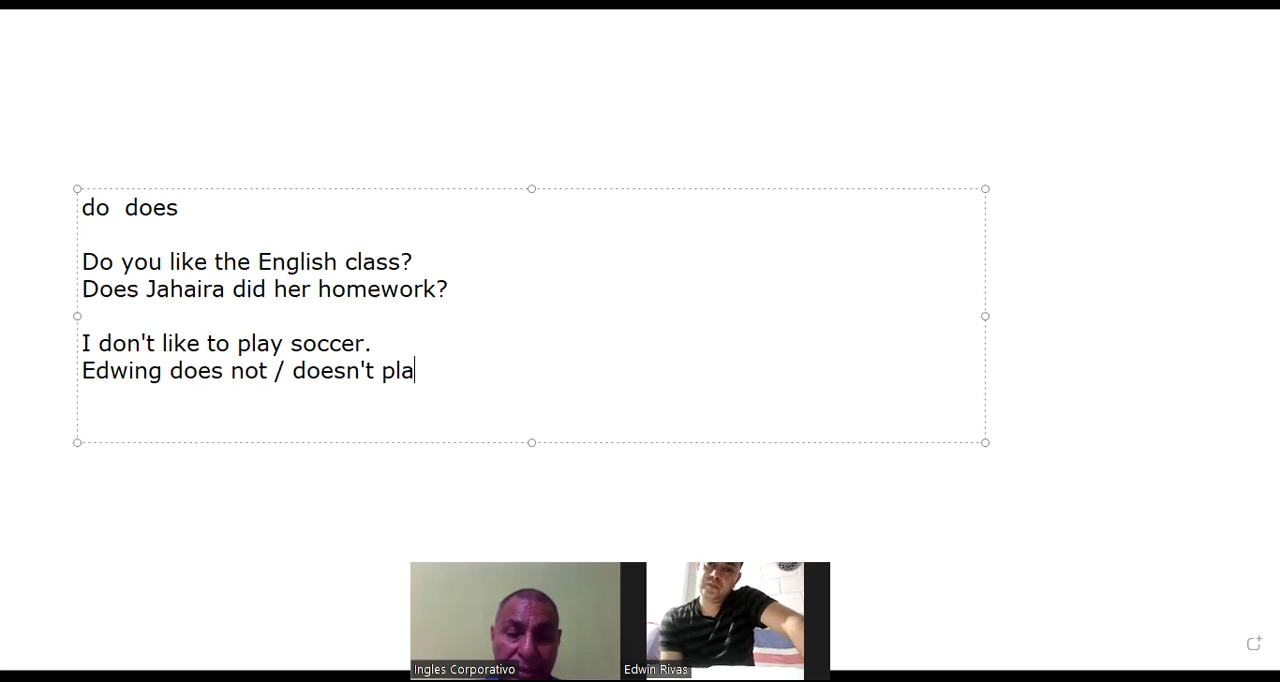 do does
Do you like the English class?
Does Jahaira did her homework?
I don't like to play soccer.
Edwing does not / doesn't pla
Ingles Corporativo
Edwin Rivas